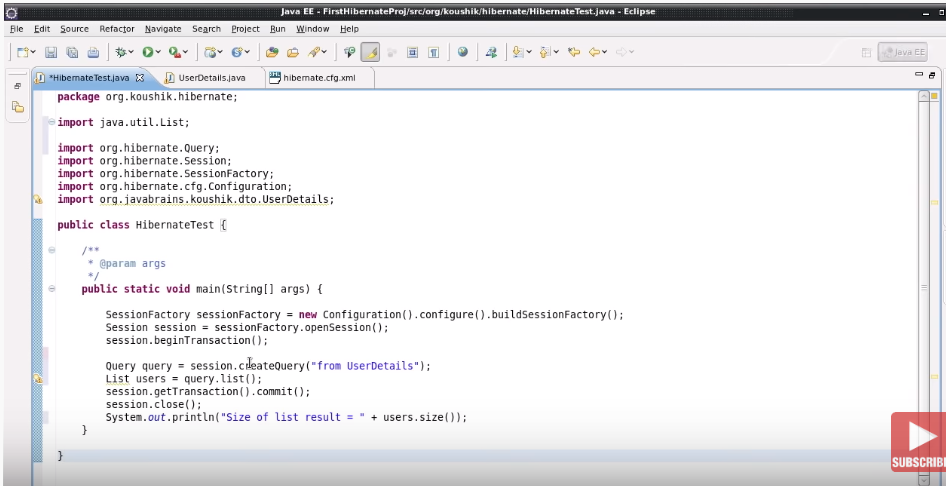 Java EE - FirstHibernateProj/src/org/koushik/hibernate/HibernateTest.java - Eclipse
File Edit Source Refactor Navigate Search Project Run Window Help
Java EE
*HibernateTest.java UserDetails.java hibernate.cfg.xml
package org.koushik.hibernate;
import java.util.List;
import org.hibernate.Query;
import org.hibernate.Session;
import org.hibernate.SessionFactory;
import org.hibernate.cfg.Configuration;
import org.javabrains.koushik.dto.UserDetails;
public class HibernateTest {
/**
* @param args
*/
public static void main(String[] args) {
SessionFactory sessionFactory = new Configuration().configure().buildSessionFactory();
Session session = sessionFactory.openSession();
session.beginTransaction();
Query query = session.createQuery("from UserDetails");
List users = query.list();
session.getTransaction().commit();
session.close();
System.out.println("Size of list result = " + users.size());
}
}
SUBSCRIBE